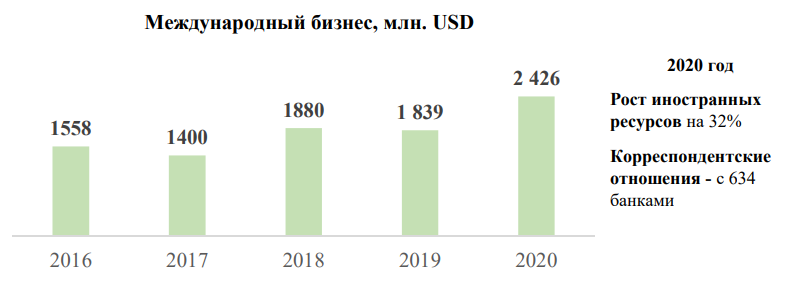 Международный бизнес, млн. USD
1558
1400
1880
1 839
2 426
2016
2017
2018
2019
2020
2020 год
Рост иностранных
ресурсов на 32%
Корреспондентские
отношения - с 634
банками